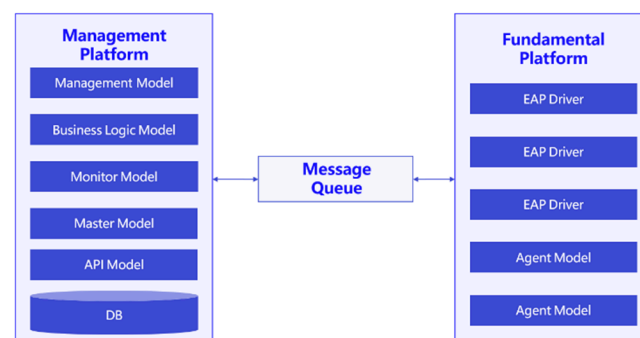 Management
Platform
Management Model
Business Logic Model
Monitor Model
Master Model
API Model
DB
Message
Queue
Fundamental
Platform
EAP Driver
EAP Driver
EAP Driver
Agent Model
Agent Model